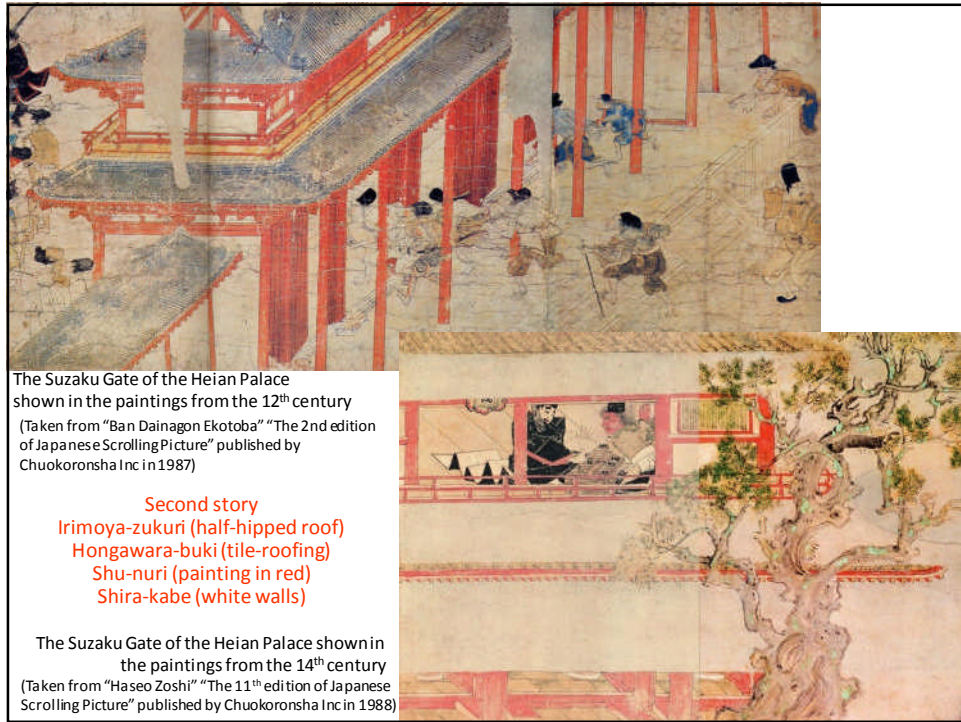 The Suzaku Gate of the Heian Palace
shown in the paintings from the 12th century
(Taken from “Ban Dainagon Ekotoba” “The 2nd edition
of Japanese Scrolling Picture” published by
Chuokoronsha Inc in 1987)
Second story
Irimoya-zukuri (half-hipped roof)
Hongawara-buki (tile-roofing)
Shu-nuri (painting in red)
Shira-kabe (white walls)
The Suzaku Gate of the Heian Palace shown in
the paintings from the 14th century
(Taken from “Haseo Zoshi” “The 11th edition of Japanese
Scrolling Picture” published by Chuokoronsha Inc in 1988)